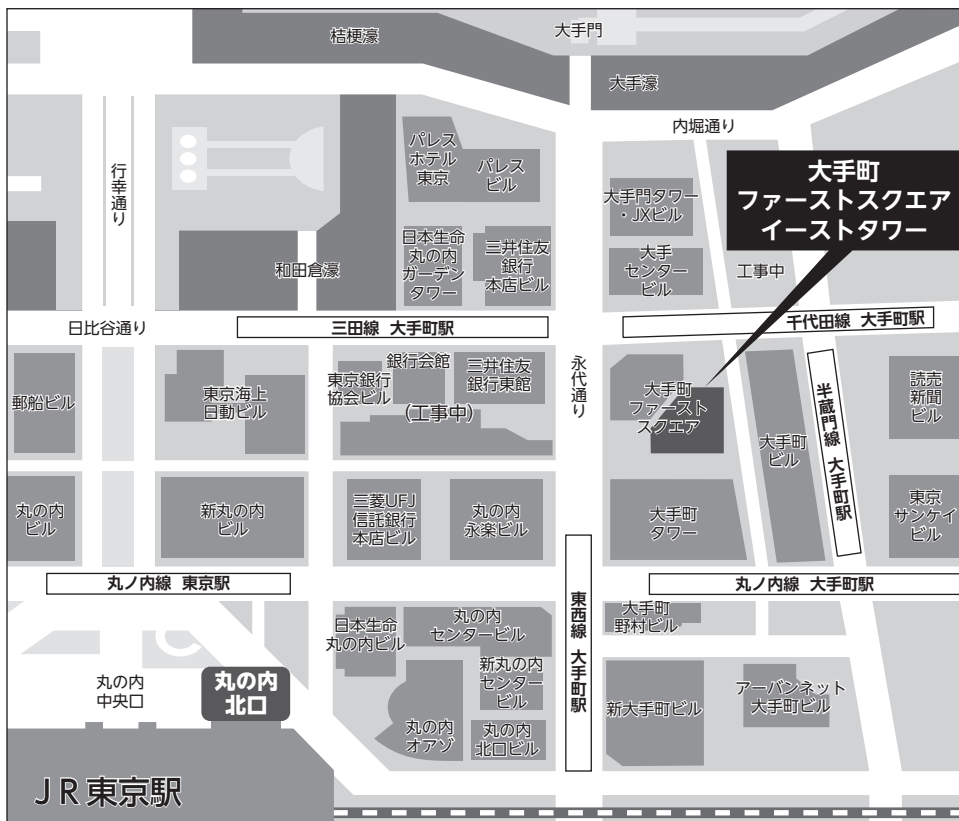 桔梗濠
大手門
大手濠
内堀通り
行幸通り
パレス
ホテル
東京
パレス
ビル
大手町
ファーストスクエア
イーストタワー
大手門タワー
・JXビル
大手
センター
ビル
工事中
和田倉濠
日本生命
丸の内
ガーデン
タワー
三井住友
銀行
本店ビル
日比谷通り
三田線 大手町駅
千代田線 大手町駅
郵船ビル
東京海上
日動ビル
東京銀行
協会ビル
銀行会館
三井住友
銀行東館
(工事中)
永代通り
大手町
ファースト
スクエア
大手町
ビル
半蔵門線 大手町駅
読売
新聞
ビル
丸の内
ビル
新丸の内
ビル
三菱UFJ
信託銀行
本店ビル
丸の内
永楽ビル
大手町
タワー
東京
サンケイ
ビル
丸ノ内線 東京駅
丸ノ内線 大手町駅
東西線 大手町駅
日本生命
丸の内ビル
丸の内
センタービル
大手町
野村ビル
丸の内
中央口
丸の内
北口
新丸の内
センター
ビル
丸の内
オアゾ
丸の内
北口ビル
新大手町ビル
アーバンネット
大手町ビル
JR東京駅